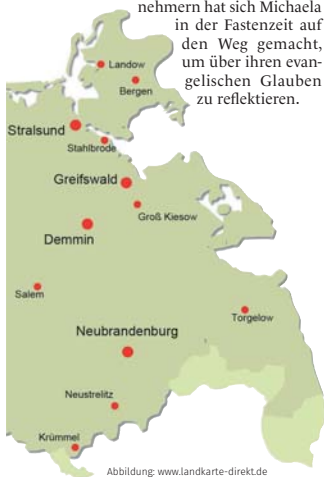 nehmern hat sich Michaela
in der Fastenzeit auf
den Weg gemacht,
um über ihren evan-
gelischen Glauben
zu reflektieren.
Landow
Bergen
Stralsund
Stahlbrode
Greifswald
Groß Kiesow
Demmin
Salem
Torgelow
Neubrandenburg
Neustrelitz
Krümmel
Abbildung: www.landkarte-direkt.de